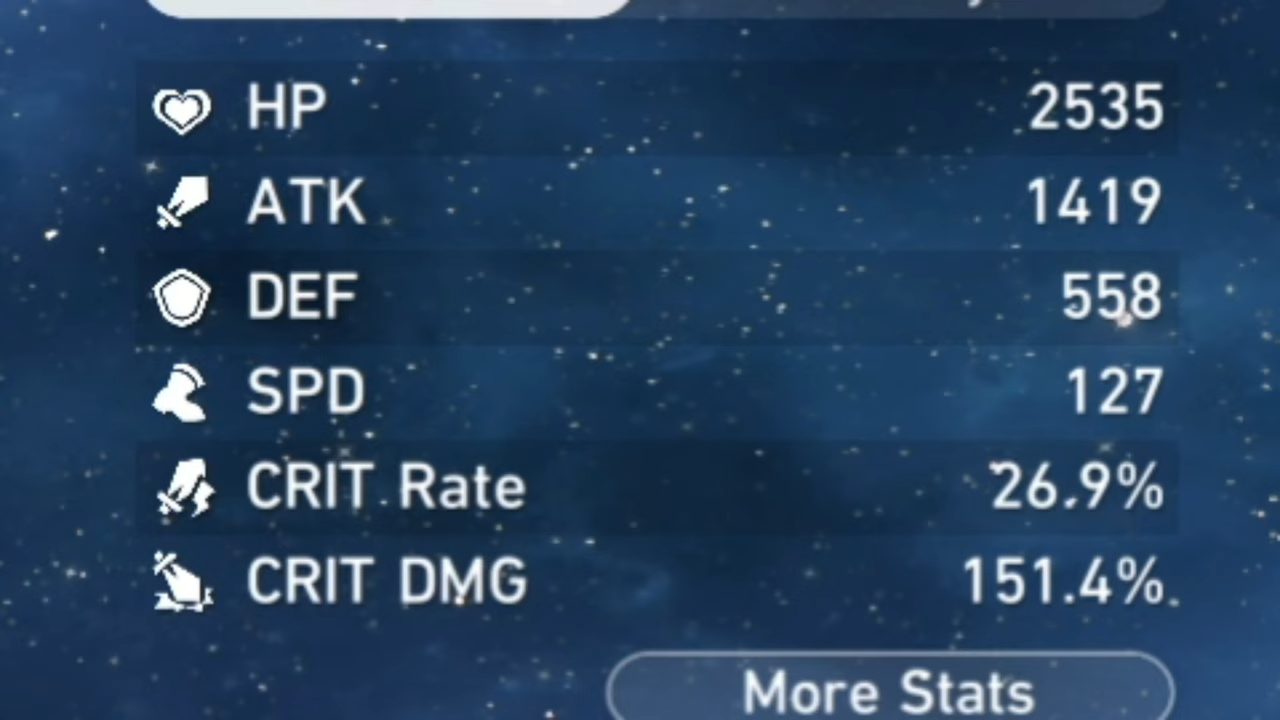 HP 2535
ATK 1419
DEF 558
SPD 127
CRIT Rate 26.9%
CRIT DMG 151.4%
More Stats